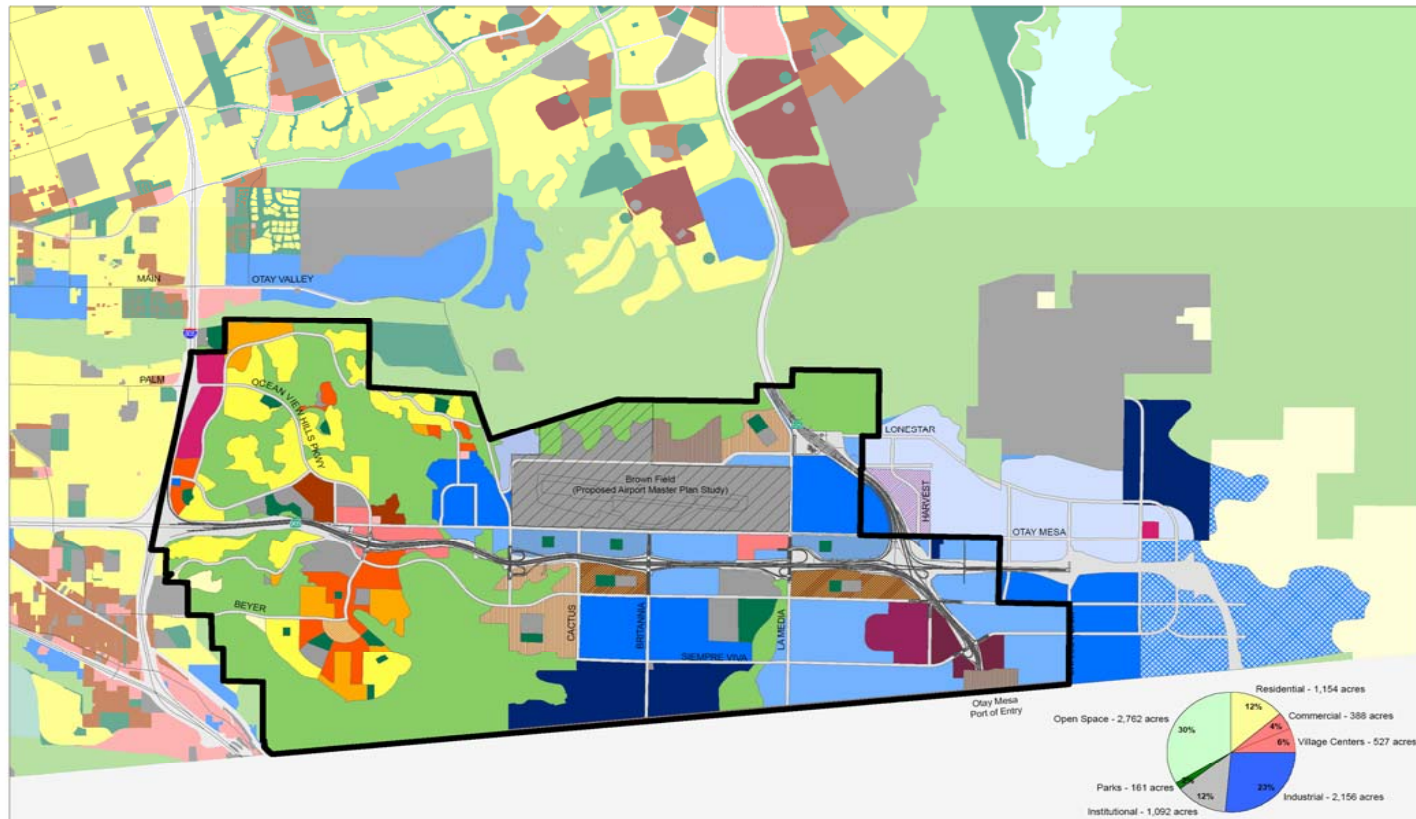 MAIN
OTAY VALLEY
PALM
OCEAN VIEW HILLS PKWY
LONESTAR
Brown Field
(Proposed Airport Master Plan Study)
HARVEST
OTAY MESA
BEYER
CACTUS
BRITANNIA
LA MEDIA
SIEMPRE VIVA
Otay Mesa
Port of Entry
Residential - 1,154 acres
12%
Commercial - 388 acres
4%
Open Space - 2,762 acres
30%
Village Centers - 527 acres
6%
Parks - 161 acres
23%
Industrial - 2,156 acres
12%
Institutional - 1,092 acres